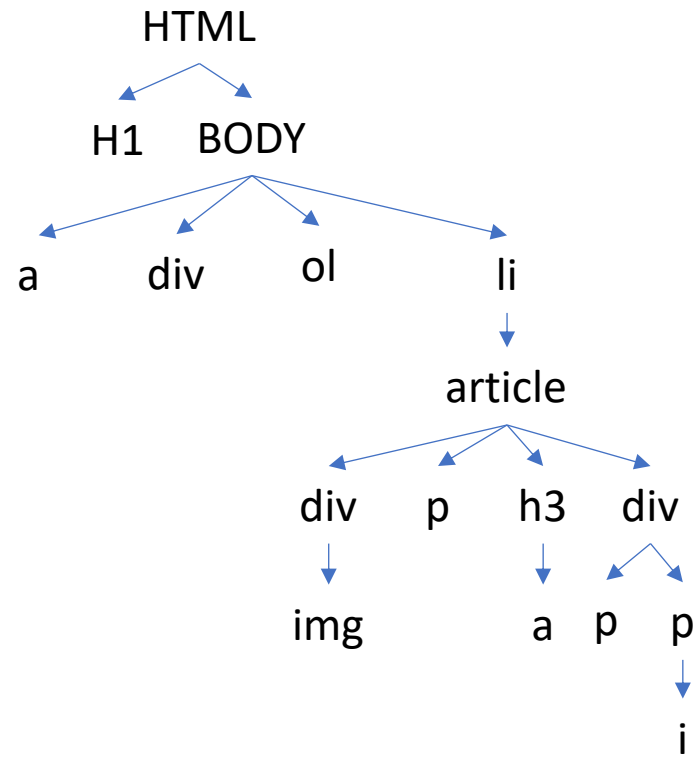 HTML
H1 BODY
a div ol li
article
div p h3 div
img a p p
i